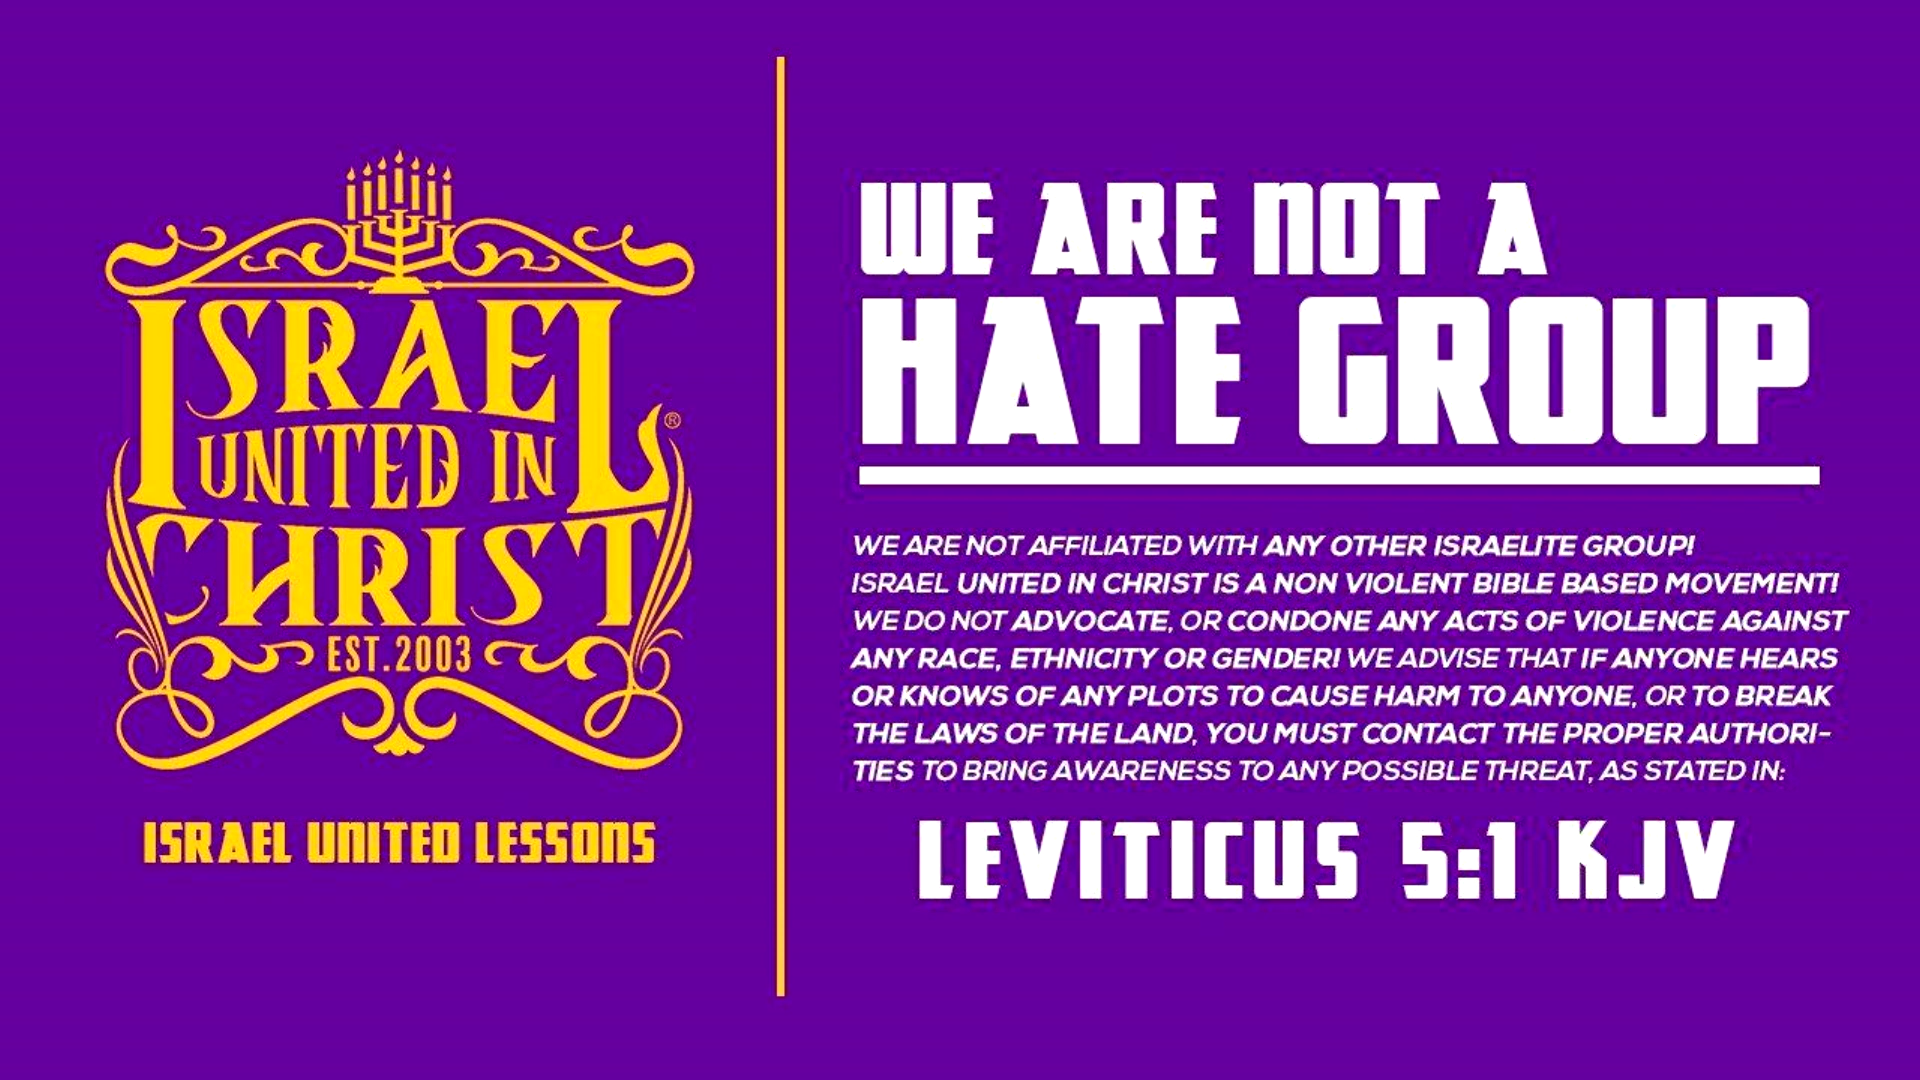 ISRAEL
UNITED IN
CHRIST
®
EST.2003
ISRAEL UNITED LESSONS
WE ARE NOT A
HATE GROUP
WE ARE NOT AFFILIATED WITH ANY OTHER ISRAELITE GROUP!
ISRAEL UNITED IN CHRIST IS A NON VIOLENT BIBLE BASED MOVEMENT!
WE DO NOT ADVOCATE, OR CONDONE ANY ACTS OF VIOLENCE AGAINST
ANY RACE, ETHNICITY OR GENDER! WE ADVISE THAT IF ANYONE HEARS
OR KNOWS OF ANY PLOTS TO CAUSE HARM TO ANYONE, OR TO BREAK
THE LAWS OF THE LAND, YOU MUST CONTACT THE PROPER AUTHORI-
TIES TO BRING AWARENESS TO ANY POSSIBLE THREAT, AS STATED IN:
LEVITICUS 5:1 KJV